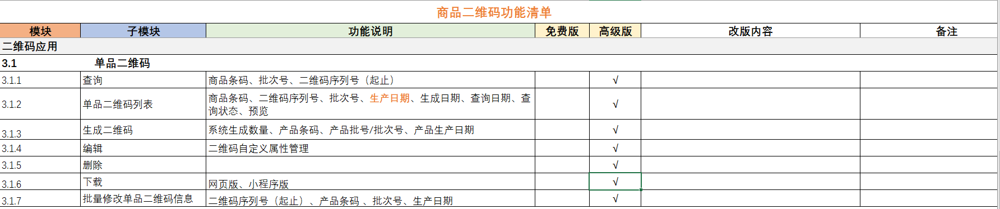 商品二维码功能清单
模块 子模块 功能说明 免费版 高级版 改版内容 备注
二维码应用
3.1 单品二维码
3.1.1 查询 商品条码、批次号、二维码序列号（起止） √
3.1.2 单品二维码列表 商品条码、二维码序列号、批次号、生产日期、生成日期、查询日期、查
询状态、预览 √
3.1.3 生成二维码 系统生成数量、产品条码、产品批号/批次号、产品生产日期 √
3.1.4 编辑 二维码自定义属性管理 √
3.1.5 删除 √
3.1.6 下载 网页版、小程序版 √
3.1.7 批量修改单品二维码信息 二维码序列号（起止）、产品条码 、批次号、生产日期 √